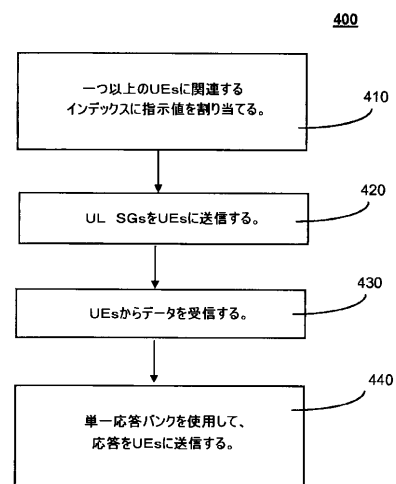 400
一つ以上のUEsに関連する
インデックスに指示値を割り当てる。
410
420
UL SGsをUEsに送信する。
430
UEsからデータを受信する。
440
単一応答バンクを使用して、
応答をUEsに送信する。